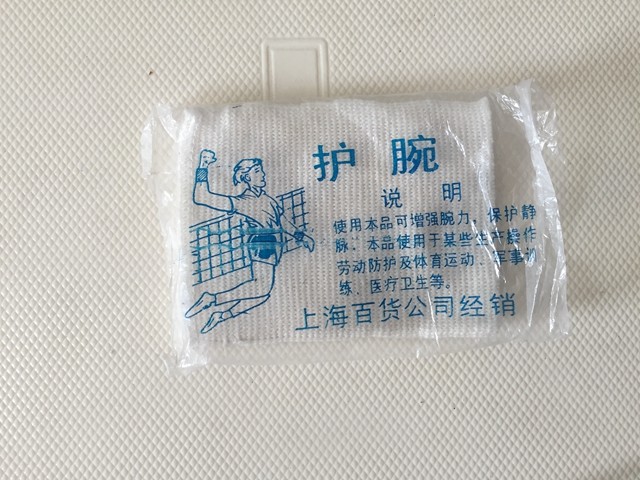 护腕
说明
使用本品可增强腕力，保护静
脉．本品使用于某些生产操作
劳动防护及体育运动、军事训
练、医疗卫生等。
上海百货公司经销